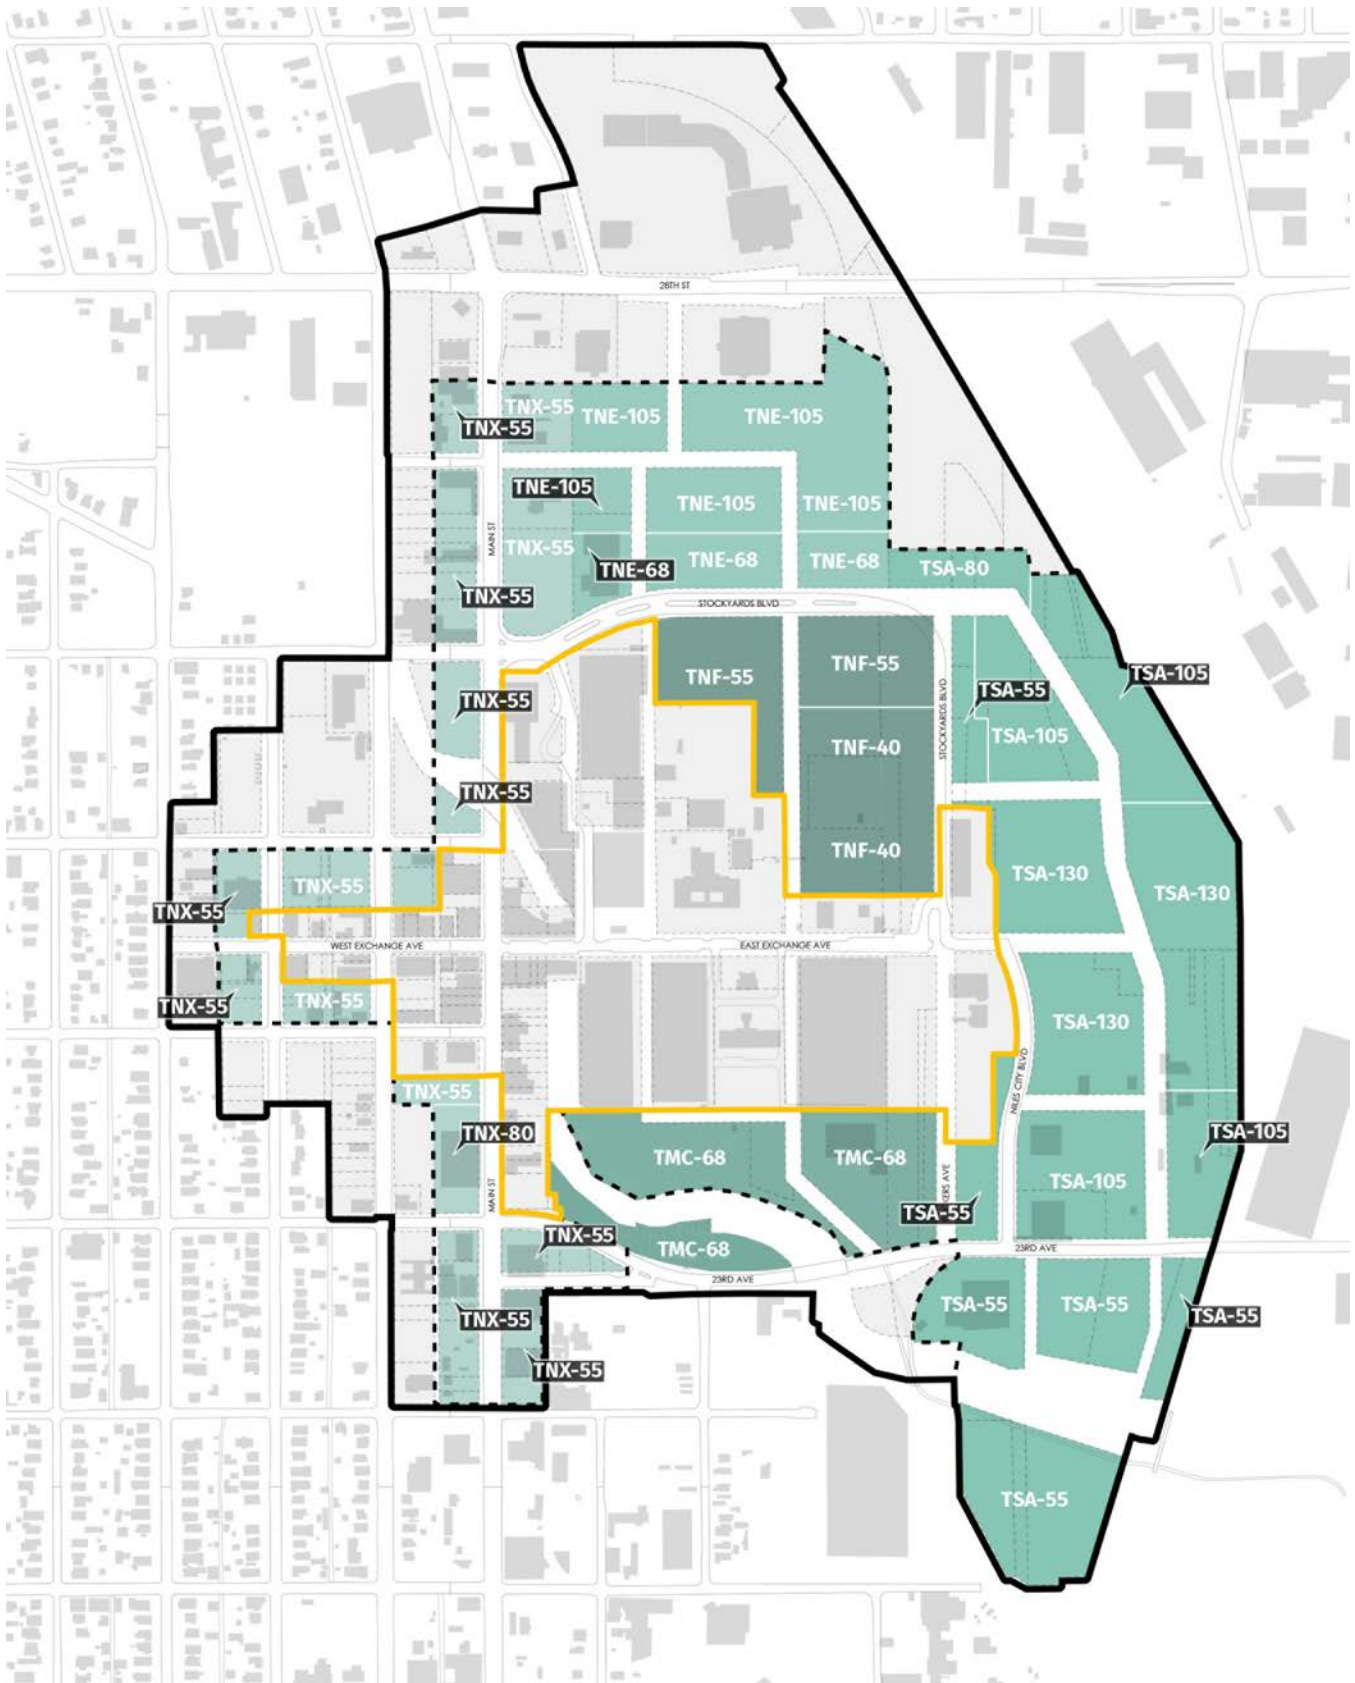 28TH ST
TNX-55
TNE-105
TNE-105
TNX-55
TNE-105
TNE-105
TNE-105
MAIN ST
TNX-55
TNE-68
TNE-68
TNE-68
TSA-80
TNX-55
STOCKYARDS BLVD
TNF-55
TNF-55
TSA-105
TNX-55
TSA-55
STOCKYARDS BLVD
TSA-105
TNF-40
TNX-55
TNF-40
TSA-130
TNX-55
TSA-130
TNX-55
WEST EXCHANGE AVE
EAST EXCHANGE AVE
TNX-55
TNX-55
TSA-130
NILES CITY BLVD
TNX-55
TNX-80
TSA-105
TMC-68
TMC-68
TSA-105
MAIN ST
KERS AVE
TSA-55
TNX-55
TMC-68
23RD AVE
23RD AVE
TSA-55
TSA-55
TSA-55
TNX-55
TNX-55
TSA-55